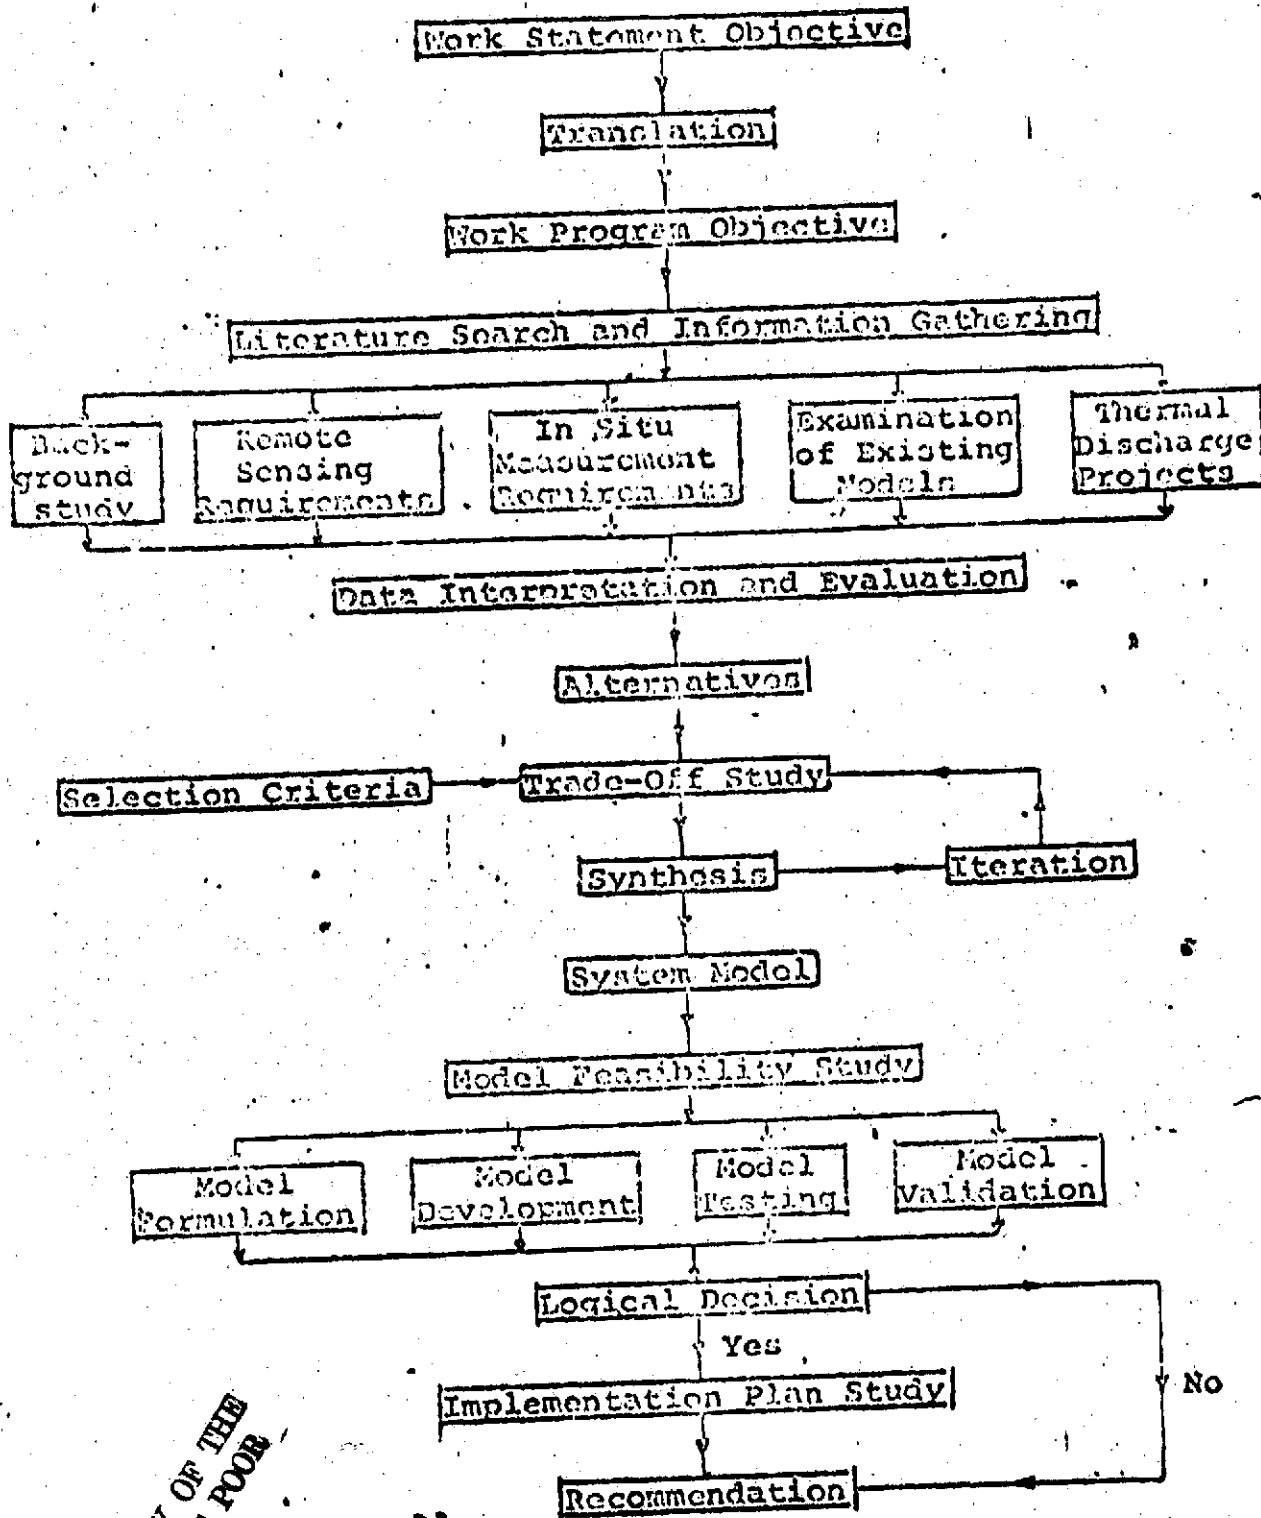 Work Statement Objective
Translation
Work Program Objective
Literature Search and Information Gathering
Back-
ground
study
Remote
Sensing
Requirements
In Situ
Measurement
Requirements
Examination
of Existing
Models
Thermal
Discharge
Projects
Data Interpretation and Evaluation
Alternatives
Selection Criteria
Trade-Off Study
Synthesis
Iteration
System Model
Model Feasibility Study
Model
Formulation
Model
Development
Model
Testing
Model
Validation
Logical Decision
Yes
No
Implementation Plan Study
Recommendation
OF THE
POOR